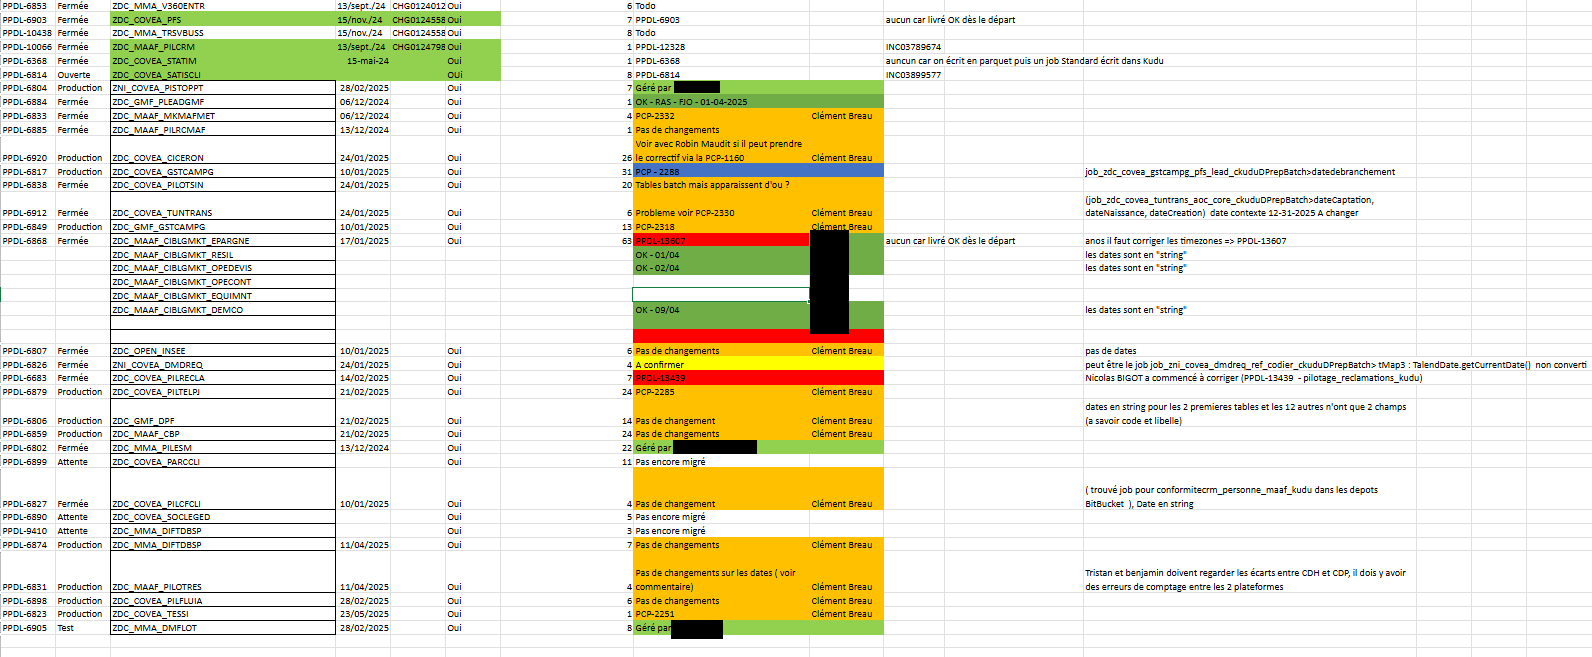 PPDL-6853 Fermée ZDC_MMA_V360ENTR 13/sept./24 CHG0124012 Oui 6 Todo
PPDL-6903 Fermée ZDC_COVEA_PFS 15/nov./24 CHG0124558 Oui 7 PPDL-6903 aucun car livré OK dès le départ
PPDL-10438 Fermée ZDC_MMA_TRSVBUSS 15/nov./24 CHG0124558 Oui 8 Todo
PPDL-10066 Fermée ZDC_MAAF_PILCRM 13/sept./24 CHG0124798 Oui 1 PPDL-12328 INC03789674
PPDL-6368 Fermée ZDC_COVEA_STATIM 15-mai-24 Oui 1 PPDL-6368 auncun car on écrit en parquet puis un job Standard écrit dans Kudu
PPDL-6814 Ouverte ZDC_COVEA_SATISCLI Oui 8 PPDL-6814 INC03899577
PPDL-6804 Production ZNI_COVEA_PISTOPPT 28/02/2025 Oui 7 Géré par
PPDL-6884 Fermée ZDC_GMF_PLEADGMF 06/12/2024 Oui 1 OK - RAS - FJO - 01-04-2025
PPDL-6833 Fermée ZDC_MAAF_MKMAFMET 06/12/2024 Oui 4 PCP-2332 Clément Breau
PPDL-6885 Fermée ZDC_MAAF_PILRCMAF 13/12/2024 Oui 1 Pas de changements
Voir avec Robin Maudit si il peut prendre
PPDL-6920 Production ZDC_COVEA_CICERON 24/01/2025 Oui 26 le correctif via la PCP-1160 Clément Breau
PPDL-6817 Production ZDC_COVEA_GSTCAMPG 10/01/2025 Oui 31 PCP - 2288 job_zdc_covea_gstcampg_pfs_lead_ckuduDPrepBatch>datedebranchement
PPDL-6838 Fermée ZDC_COVEA_PILOTSIN 24/01/2025 Oui 20 Tables batch mais apparaissent d'ou ?
(job_zdc_covea_tuntrans_aoc_core_ckuduDPrepBatch>dateCaptation,
PPDL-6912 Fermée ZDC_COVEA_TUNTRANS 24/01/2025 Oui 6 Probleme voir PCP-2330 Clément Breau dateNaissance, dateCreation) date contexte 12-31-2025 A changer
PPDL-6849 Production ZDC_GMF_GSTCAMPG 10/01/2025 Oui 13 PCP-2318 Clément Breau
PPDL-6868 Fermée ZDC_MAAF_CIBLGMKT_EPARGNE 17/01/2025 Oui 63 PPDL-13607 aucun car livré OK dès le départ anos il faut corriger les timezones => PPDL-13607
ZDC_MAAF_CIBLGMKT_RESIL OK - 01/04 les dates sont en "string"
ZDC_MAAF_CIBLGMKT_OPEDEVIS OK - 02/04 les dates sont en "string"
ZDC_MAAF_CIBLGMKT_OPECONT
ZDC_MAAF_CIBLGMKT_EQUIMNT
ZDC_MAAF_CIBLGMKT_DEMCO OK - 09/04 les dates sont en "string"
PPDL-6807 Fermée ZDC_OPEN_INSEE 10/01/2025 Oui 6 Pas de changements Clément Breau pas de dates
PPDL-6826 Fermée ZNI_COVEA_DMDREQ 24/01/2025 Oui 4 A confirmer peut être le job job_zni_covea_dmdreq_ref_codier_ckuduDPrepBatch> tMap3 : TalendDate.getCurrentDate() non converti
PPDL-6683 Fermée ZDC_COVEA_PILRECLA 14/02/2025 Oui 7 PPDL-13439 Nicolas BIGOT a commencé à corriger (PPDL-13439 - pilotage_reclamations_kudu)
PPDL-6879 Production ZDC_COVEA_PILTELPJ 21/02/2025 Oui 24 PCP-2285 Clément Breau
dates en string pour les 2 premieres tables et les 12 autres n'ont que 2 champs
PPDL-6806 Production ZDC_GMF_DPF 21/02/2025 Oui 14 Pas de changements Clément Breau (a savoir code et libelle)
PPDL-6859 Production ZDC_MAAF_CBP 21/02/2025 Oui 24 Pas de changements Clément Breau
PPDL-6802 Fermée ZDC_MMA_PILESM 13/12/2024 Oui 22 Géré par
PPDL-6899 Attente ZDC_COVEA_PARCCLI Oui 11 Pas encore migré
( trouvé job pour conformitecrm_personne_maaf_kudu dans les depots
PPDL-6827 Fermée ZDC_COVEA_PILCFCLI 10/01/2025 Oui 4 Pas de changement Clément Breau BitBucket ), Date en string
PPDL-6890 Attente ZDC_COVEA_SOCLEGED Oui 5 Pas encore migré
PPDL-9410 Attente ZDC_MMA_DIFTDBSP Oui 3 Pas encore migré
PPDL-6874 Production ZDC_MMA_DIFTDBSP 11/04/2025 Oui 7 Pas de changements Clément Breau
Pas de changements sur les dates ( voir Tristan et benjamin doivent regarder les écarts entre CDH et CDP, il dois y avoir
PPDL-6831 Production ZDC_MAAF_PILOTRES 11/04/2025 Oui 4 commentaire) Clément Breau des erreurs de comptage entre les 2 plateformes
PPDL-6898 Production ZDC_COVEA_PILFLUIA 28/02/2025 Oui 6 Pas de changements Clément Breau
PPDL-6823 Production ZDC_COVEA_TESSI 23/05/2025 Oui 1 PCP-2251 Clément Breau
PPDL-6905 Test ZDC_MMA_DMFLOT 28/02/2025 Oui 8 Géré par